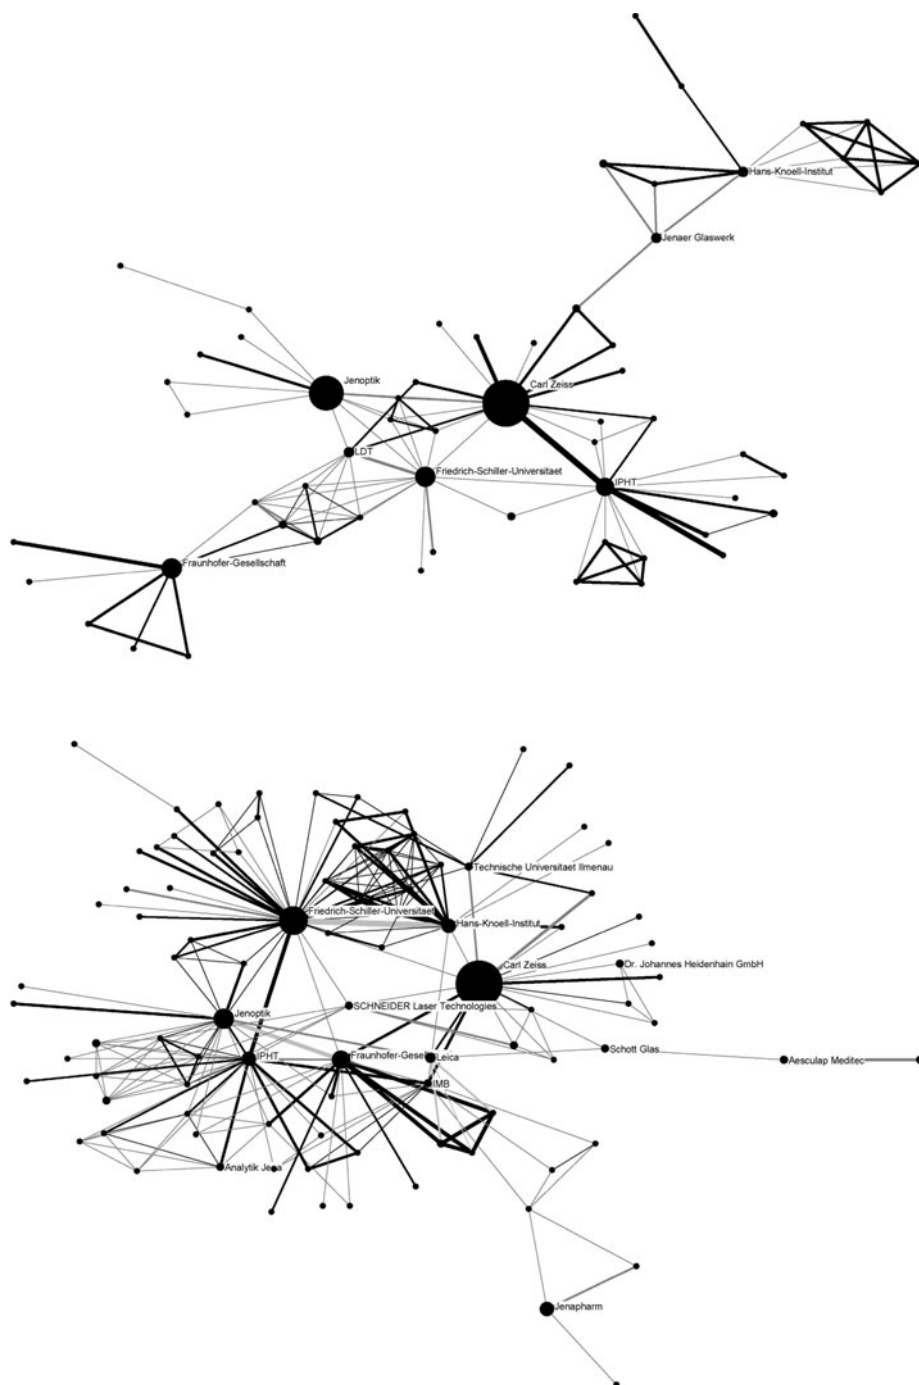 Hans-Knoell-Institut
Jenaer Glaswerk
Jenoptik
Carl Zeiss
LDT
Friedrich-Schiller-Universitaet
IPHT
Fraunhofer-Gesellschaft
Technische Universitaet Ilmenau
Friedrich-Schiller-Universitaet
Hans-Knoell-Institut
Carl Zeiss
Dr. Johannes Heidenhain GmbH
SCHNEIDER Laser Technologies
Jenoptik
Schott Glas
IPHT
Fraunhofer-Gesell
Leica
Aesculap Meditec
IMB
Analytik Jena
Jenapharm